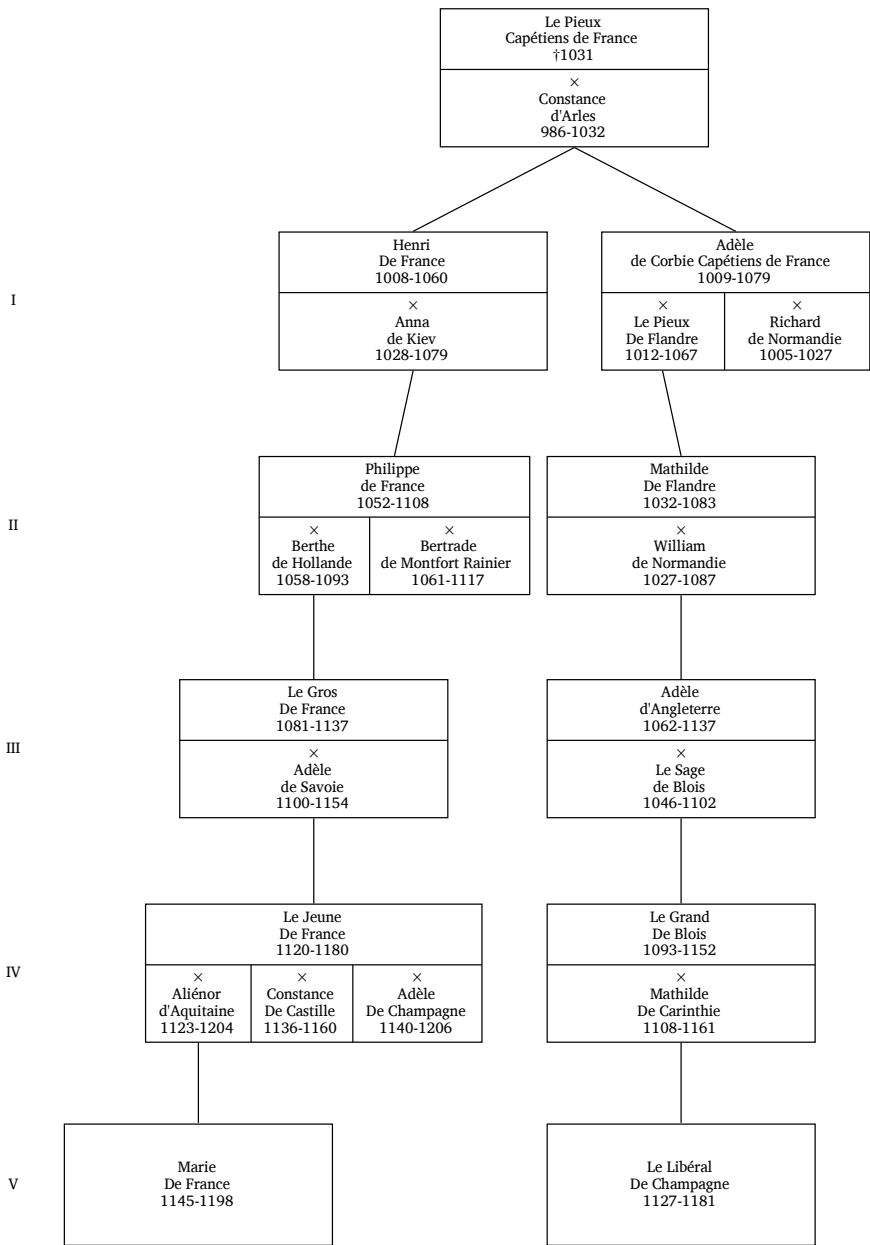 Le Pieux
Capétiens de France
†1031
×
Constance
d'Arles
986-1032
I
Henri
De France
1008-1060
×
Anna
de Kiev
1028-1079
Adèle
de Corbie Capétiens de France
1009-1079
×
Le Pieux
De Flandre
1012-1067
×
Richard
de Normandie
1005-1027
II
Philippe
de France
1052-1108
×
Berthe
de Hollande
1058-1093
×
Bertrade
de Montfort Rainier
1061-1117
Mathilde
De Flandre
1032-1083
×
William
de Normandie
1027-1087
III
Le Gros
De France
1081-1137
×
Adèle
de Savoie
1100-1154
Adèle
d'Angleterre
1062-1137
×
Le Sage
de Blois
1046-1102
IV
Le Jeune
De France
1120-1180
×
Aliénor
d'Aquitaine
1123-1204
×
Constance
De Castille
1136-1160
×
Adèle
De Champagne
1140-1206
Le Grand
De Blois
1093-1152
×
Mathilde
De Carinthie
1108-1161
V
Marie
De France
1145-1198
Le Libéral
De Champagne
1127-1181